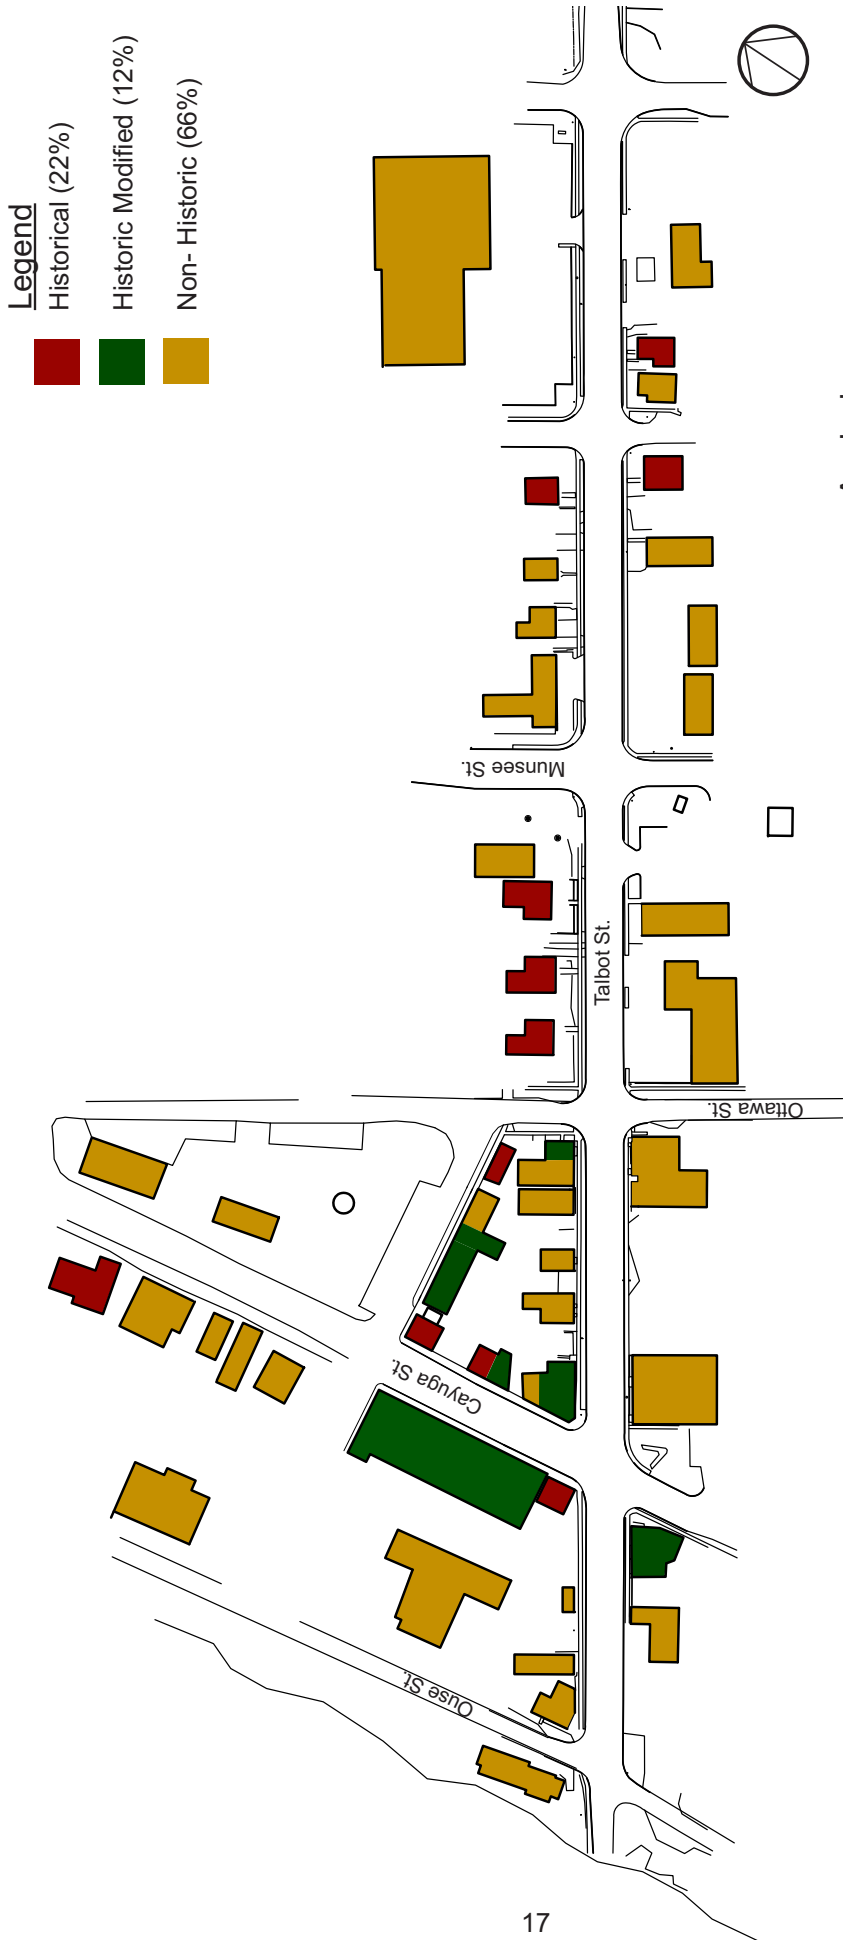 Legend
Historical (22%)
Historic Modified (12%)
Non- Historic (66%)
Munsee St.
Talbot St.
Ottawa St.
Cayuga St.
Ouse St.
17